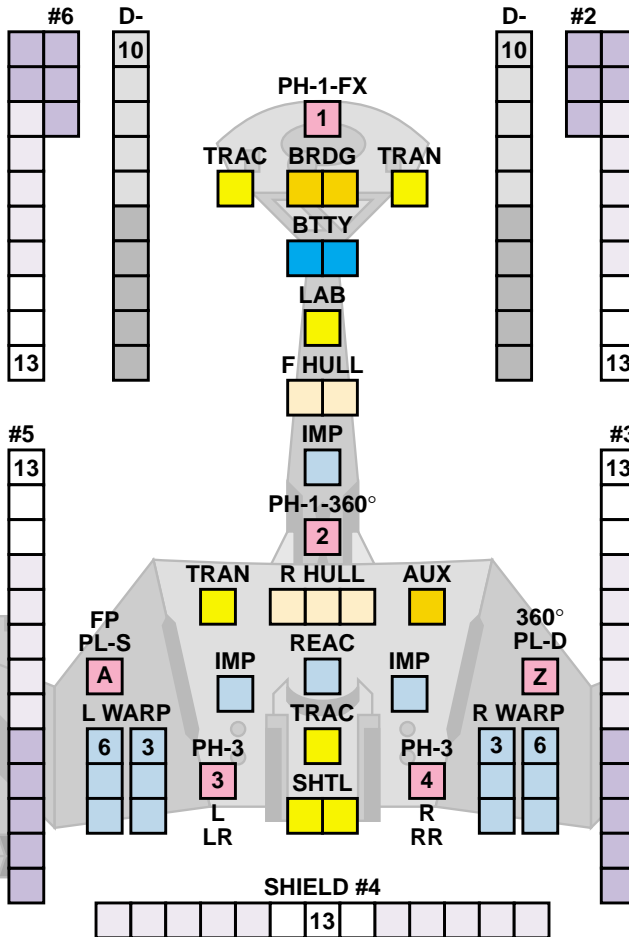 #6 D- D- #2
10 10
PH-1-FX
1
TRAC BRDG TRAN
BTTY
LAB
13 13
F HULL
#5 IMP #3
13 13
PH-1-360°
2
TRAN R HULL AUX
FP 360°
PL-S REAC PL-D
A IMP IMP Z
L WARP TRAC R WARP
6 3 PH-3 PH-3 3 6
3 4
SHTL
L R
LR RR
SHIELD #4
13